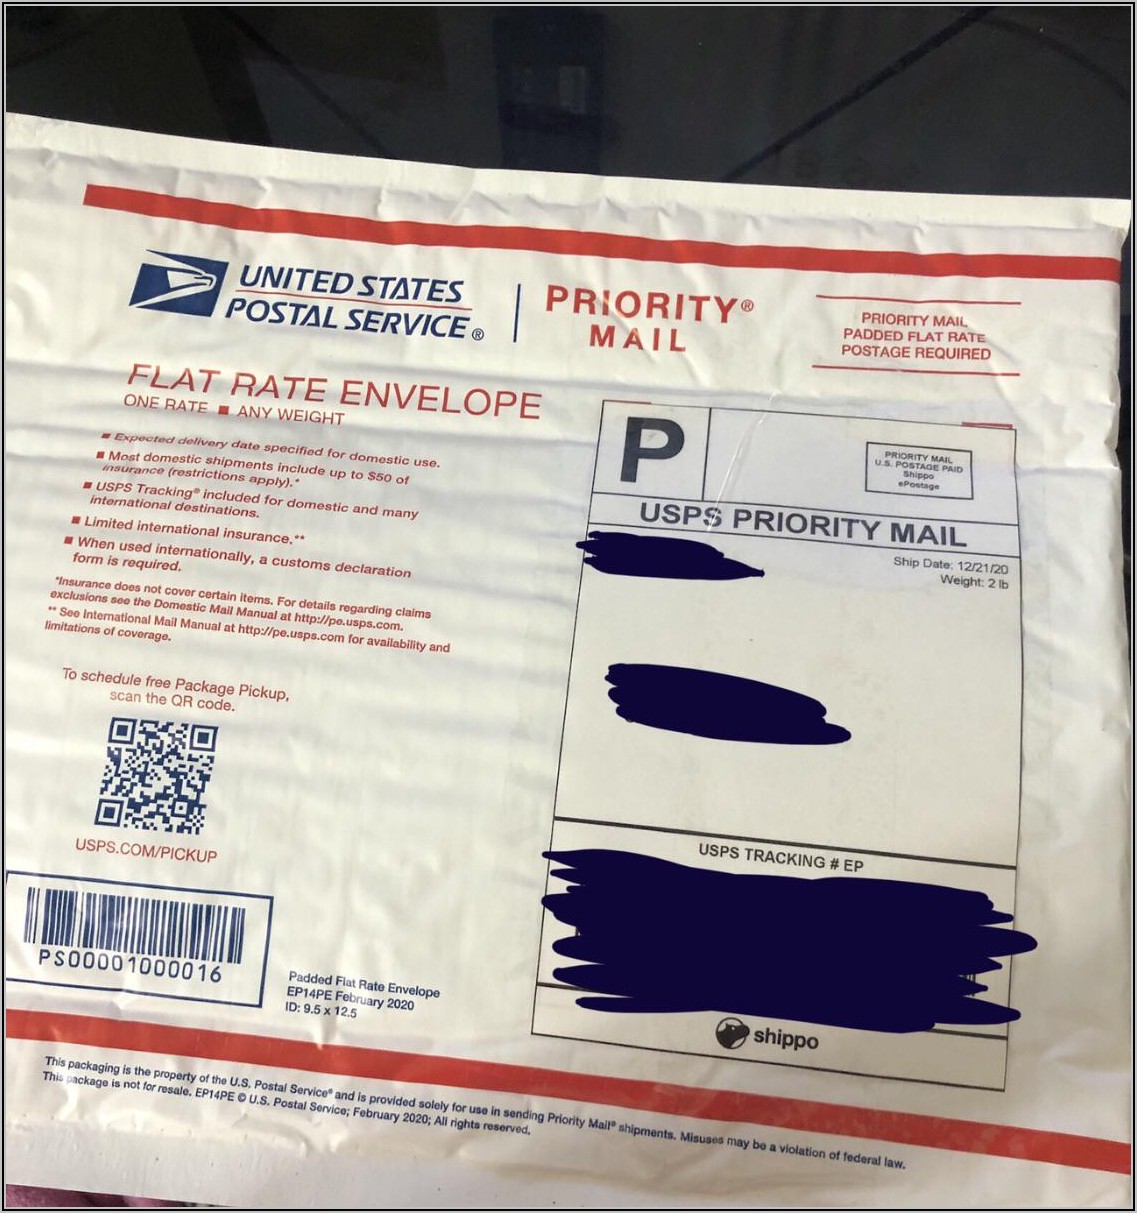 UNITED STATES
POSTAL SERVICE®
PRIORITY®
MAIL
PRIORITY MAIL
PADDED FLAT RATE
POSTAGE REQUIRED
FLAT RATE ENVELOPE
ONE RATE ■ ANY WEIGHT
■ Expected delivery date specified for domestic use.
■ Most domestic shipments include up to $50 of
insurance (restrictions apply).*
■ USPS Tracking® included for domestic and many
international destinations.
■ Limited international insurance.**
■ When used internationally, a customs declaration
form is required.
*Insurance does not cover certain items. For details regarding claims
exclusions see the Domestic Mail Manual at http://pe.usps.com.
** See International Mail Manual at http://pe.usps.com for availability and
limitations of coverage.
To schedule free Package Pickup,
scan the QR code.
USPS.COM/PICKUP
PS00001000016
Padded Flat Rate Envelope
EP14PE February 2020
ID: 9.5 x 12.5
P
PRIORITY MAIL
U.S. POSTAGE PAID
Shippo
ePostage
USPS PRIORITY MAIL
Ship Date: 12/21/20
Weight: 2 lb
USPS TRACKING # EP
shippo
This packaging is the property of the U.S. Postal Service® and is provided solely for use in sending Priority Mail® shipments. Misuses may be a violation of federal law.
This package is not for resale. EP14PE © U.S. Postal Service; February 2020; All rights reserved.